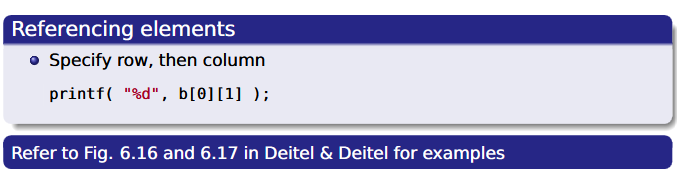 Referencing elements
Specify row, then column
printf( "%d", b[0][1] );
Refer to Fig. 6.16 and 6.17 in Deitel & Deitel for examples